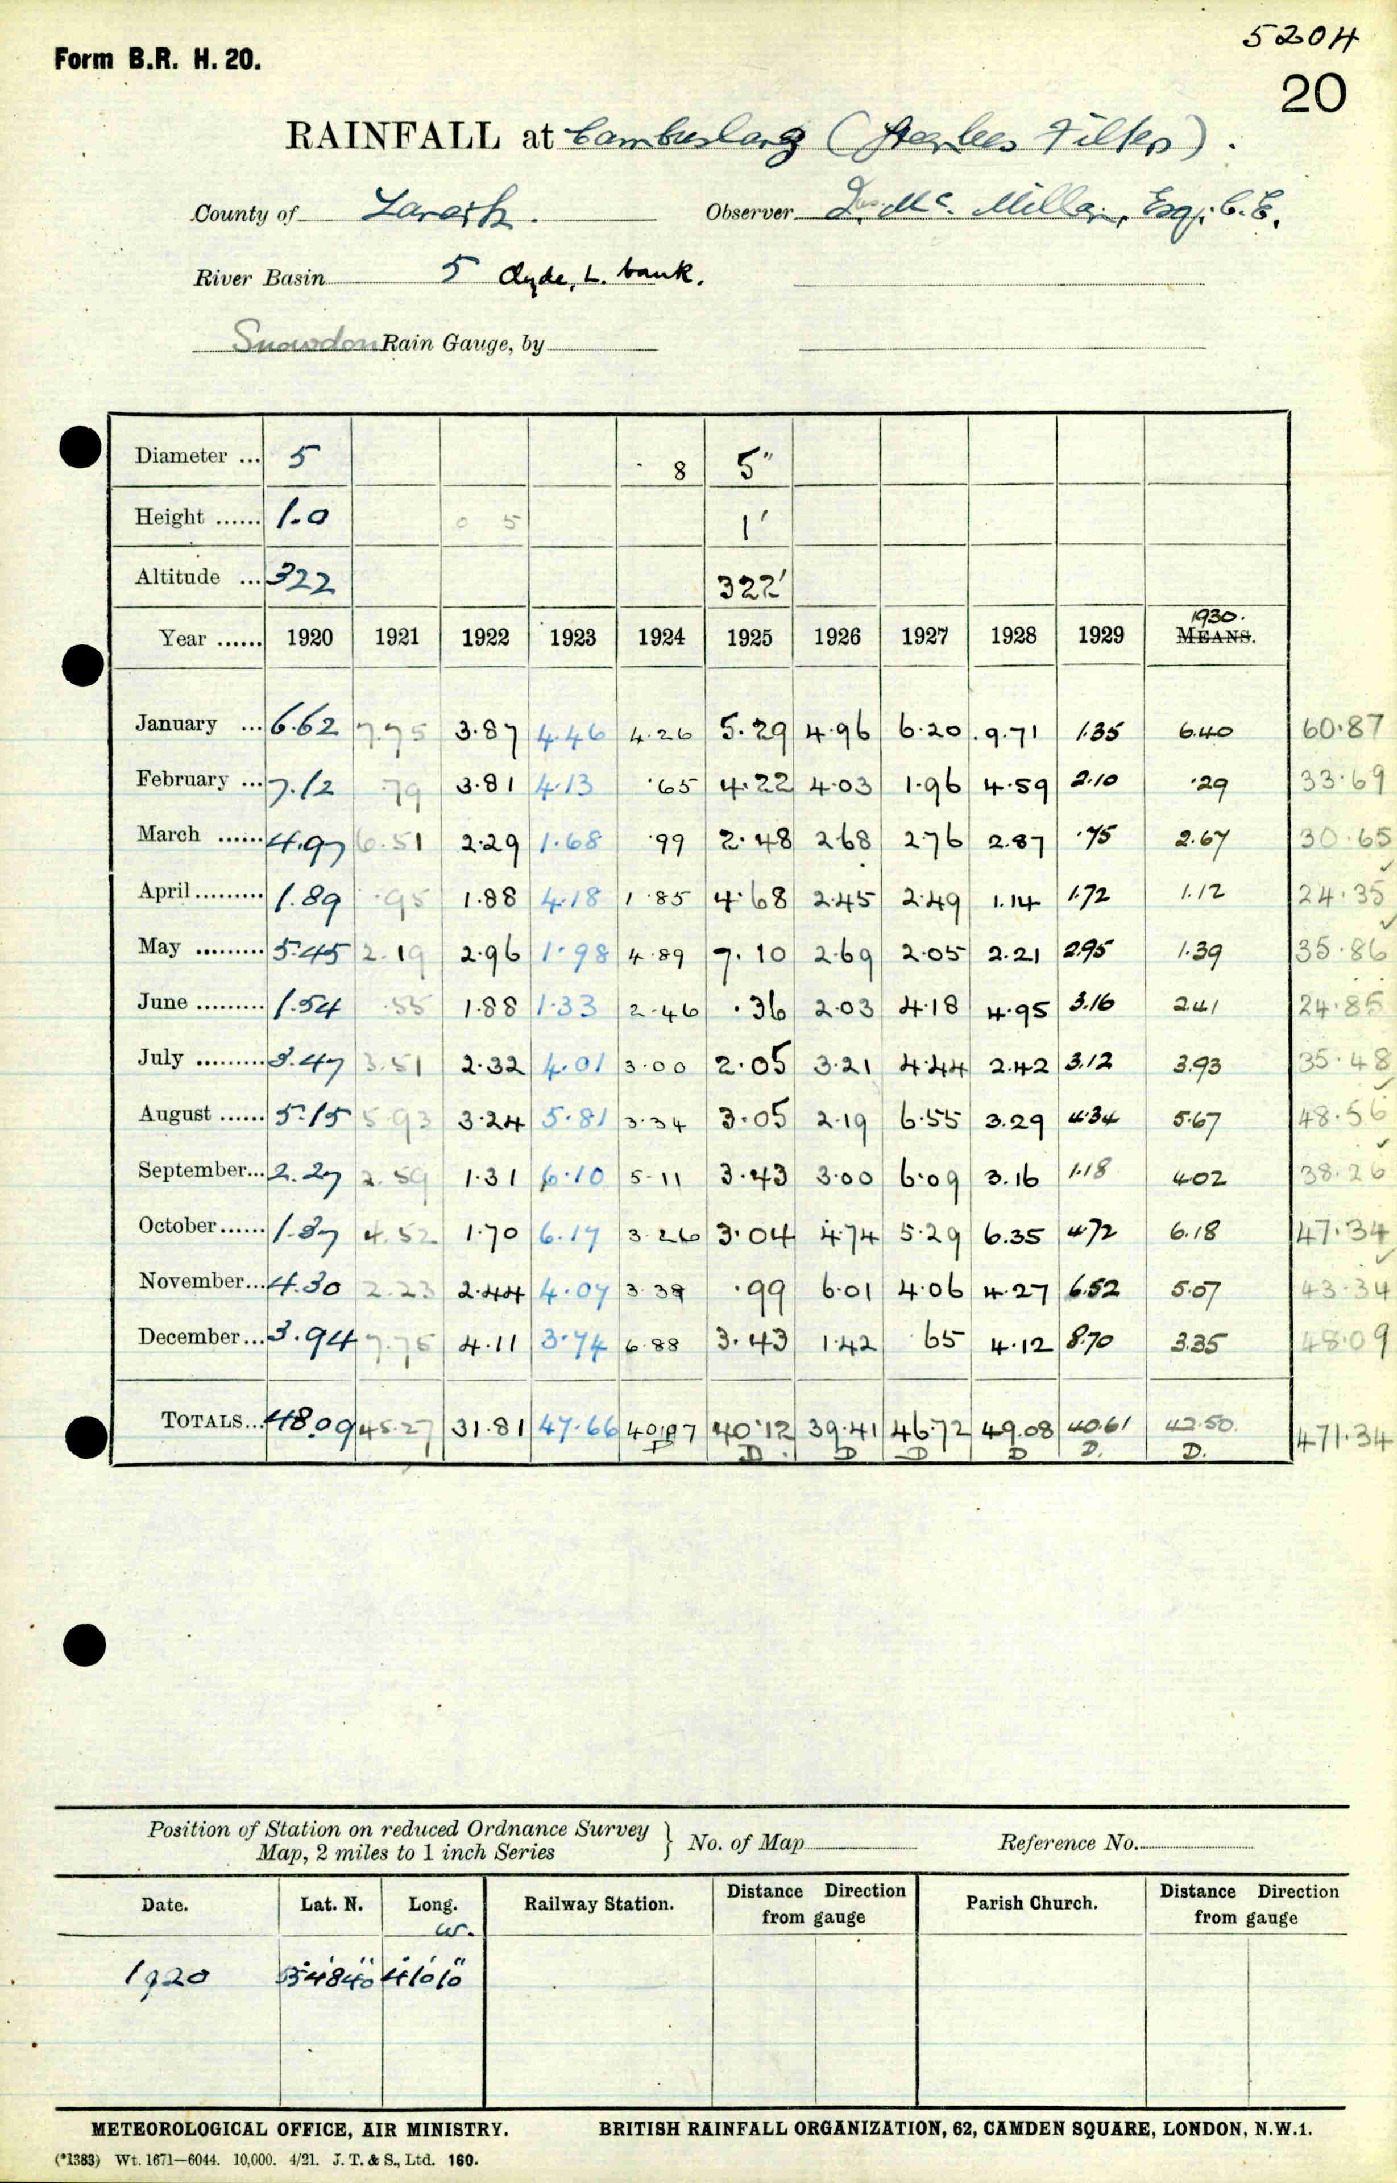 5204
Form B.R. H. 20.
20
RAINFALL at Cambuslang ( Filters).
County of Lanark. Observer Mc. Millan, Esq., C.E.
River Basin 5 Clyde, L. bank.
Snowdon Rain Gauge, by
Diameter ... 5 8 5"
Height ...... 1.0 0 5 1'
Altitude ... 322 322'
1930.
Year ...... 1920 1921 1922 1923 1924 1925 1926 1927 1928 1929 MEANS.
January ... 6.62 7.75 3.87 4.46 4.26 5.29 4.96 6.20 9.71 1.35 6.40 60.87
February ... 7.12 .79 3.81 4.13 .65 4.22 4.03 1.96 4.59 2.10 .29 33.69
March ...... 4.97 6.51 2.29 1.68 .99 2.48 2.68 2.76 2.87 .75 2.67 30.65
April ......... 1.89 .95 1.88 4.18 1.85 4.68 2.45 2.49 1.14 1.72 1.12 24.35
May ......... 5.45 2.19 2.96 1.98 4.89 7.10 2.69 2.05 2.21 2.95 1.39 35.86
June ......... 1.54 .55 1.88 1.33 2.46 .36 2.03 4.18 4.95 3.16 2.41 24.85
July ......... 3.47 3.51 2.32 4.01 3.00 2.05 3.21 4.44 2.42 3.12 3.93 35.48
August ...... 5.15 5.93 3.24 5.81 3.34 3.05 2.19 6.55 3.29 4.34 5.67 48.56
September... 2.27 2.59 1.31 6.10 5.11 3.43 3.00 6.09 3.16 1.18 4.02 38.26
October...... 1.37 4.52 1.70 6.17 3.26 3.04 4.74 5.29 6.35 4.72 6.18 47.34
November... 4.30 2.23 2.44 4.07 3.38 .99 6.01 4.06 4.27 6.52 5.07 43.34
December... 3.94 7.75 4.11 3.74 6.88 3.43 1.42 .65 4.12 8.70 3.35 48.09
TOTALS... 48.09 45.27 31.81 47.66 40.07 40.12 39.41 46.72 49.08 40.61 42.50 471.34
D D D D D D. D.
Position of Station on reduced Ordnance Survey
Map, 2 miles to 1 inch Series } No. of Map Reference No.
Date. Lat. N. Long. Railway Station. Distance Direction from gauge Parish Church. Distance Direction from gauge
W.
1920 55°48'40" 4°10'10"
METEOROLOGICAL OFFICE, AIR MINISTRY. BRITISH RAINFALL ORGANIZATION, 62, CAMDEN SQUARE, LONDON, N.W.1.
(*1383) Wt. 1671—6044. 10,000. 4/21. J. T. & S., Ltd. 160.